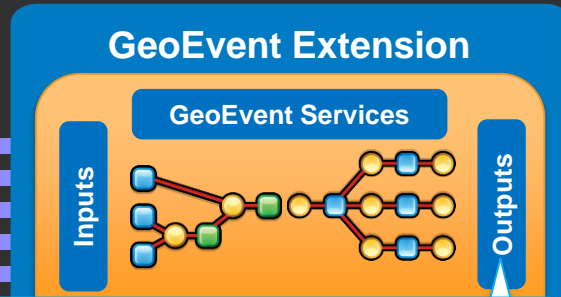 GeoEvent Extension
GeoEvent Services
Inputs
Outputs